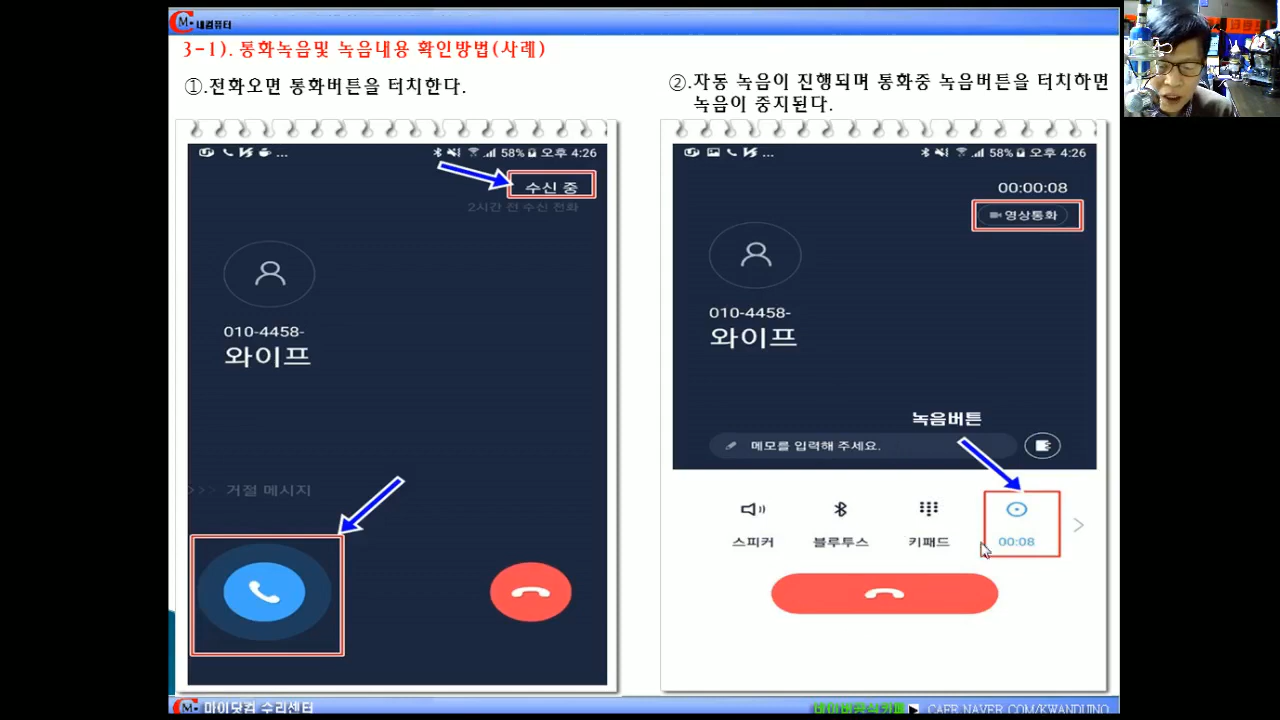 내컴퓨터
3-1). 통화녹음및 녹음내용 확인방법(사례)
①.전화오면 통화버튼을 터치한다.
58% 오후 4:26
수신 중
2시간 전 수신 전화
010-4458-
와이프
>>> 거절 메시지
②.자동 녹음이 진행되며 통화중 녹음버튼을 터치하면
녹음이 중지된다.
58% 오후 4:26
00:00:08
영상통화
010-4458-
와이프
녹음버튼
메모를 입력해 주세요.
스피커 블루투스 키패드 00:08
마이닷컴 수리센터
CAFE.NAVER.COM/KWANDUINO